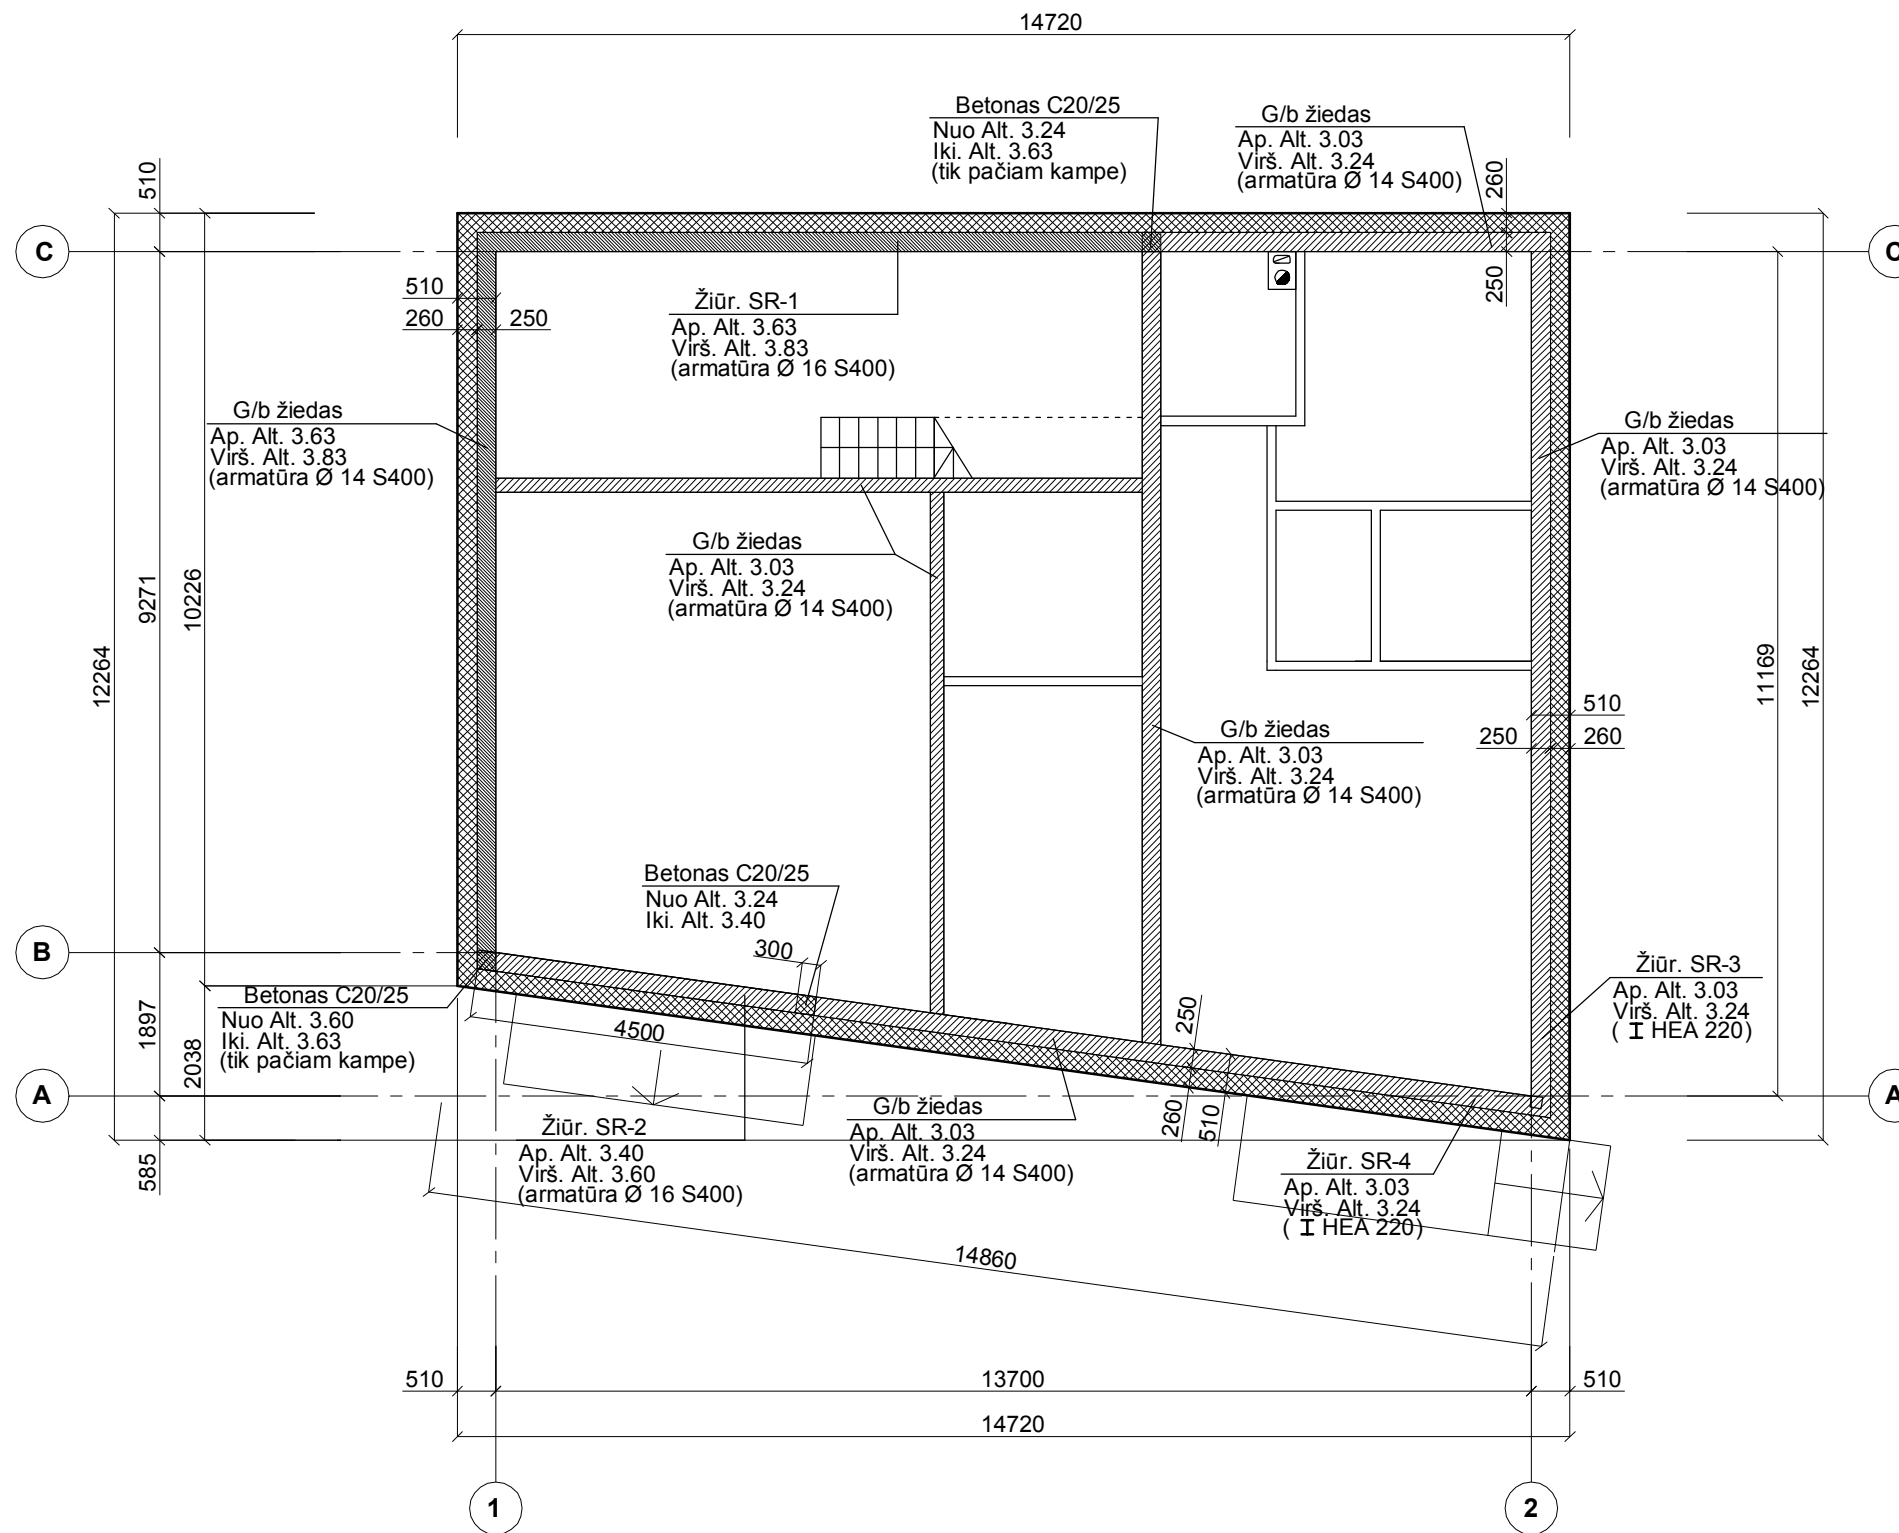 14720
Betonas C20/25
Nuo Alt. 3.24
Iki. Alt. 3.63
(tik pačiam kampe)
G/b žiedas
Ap. Alt. 3.03
Virš. Alt. 3.24
(armatūra Ø 14 S400)
510
260
C
C
250
510
260
250
Žiūr. SR-1
Ap. Alt. 3.63
Virš. Alt. 3.83
(armatūra Ø 16 S400)
G/b žiedas
Ap. Alt. 3.63
Virš. Alt. 3.83
(armatūra Ø 14 S400)
G/b žiedas
Ap. Alt. 3.03
Virš. Alt. 3.24
(armatūra Ø 14 S400)
G/b žiedas
Ap. Alt. 3.03
Virš. Alt. 3.24
(armatūra Ø 14 S400)
12264
9271
10226
11169
12264
510
250
260
G/b žiedas
Ap. Alt. 3.03
Virš. Alt. 3.24
(armatūra Ø 14 S400)
Betonas C20/25
Nuo Alt. 3.24
Iki. Alt. 3.40
300
B
Žiūr. SR-3
Ap. Alt. 3.03
Virš. Alt. 3.24
( I HEA 220)
Betonas C20/25
Nuo Alt. 3.60
Iki. Alt. 3.63
(tik pačiam kampe)
1897
2038
4500
250
260
510
A
A
585
Žiūr. SR-2
Ap. Alt. 3.40
Virš. Alt. 3.60
(armatūra Ø 16 S400)
G/b žiedas
Ap. Alt. 3.03
Virš. Alt. 3.24
(armatūra Ø 14 S400)
Žiūr. SR-4
Ap. Alt. 3.03
Virš. Alt. 3.24
( I HEA 220)
14860
510
13700
510
14720
1
2